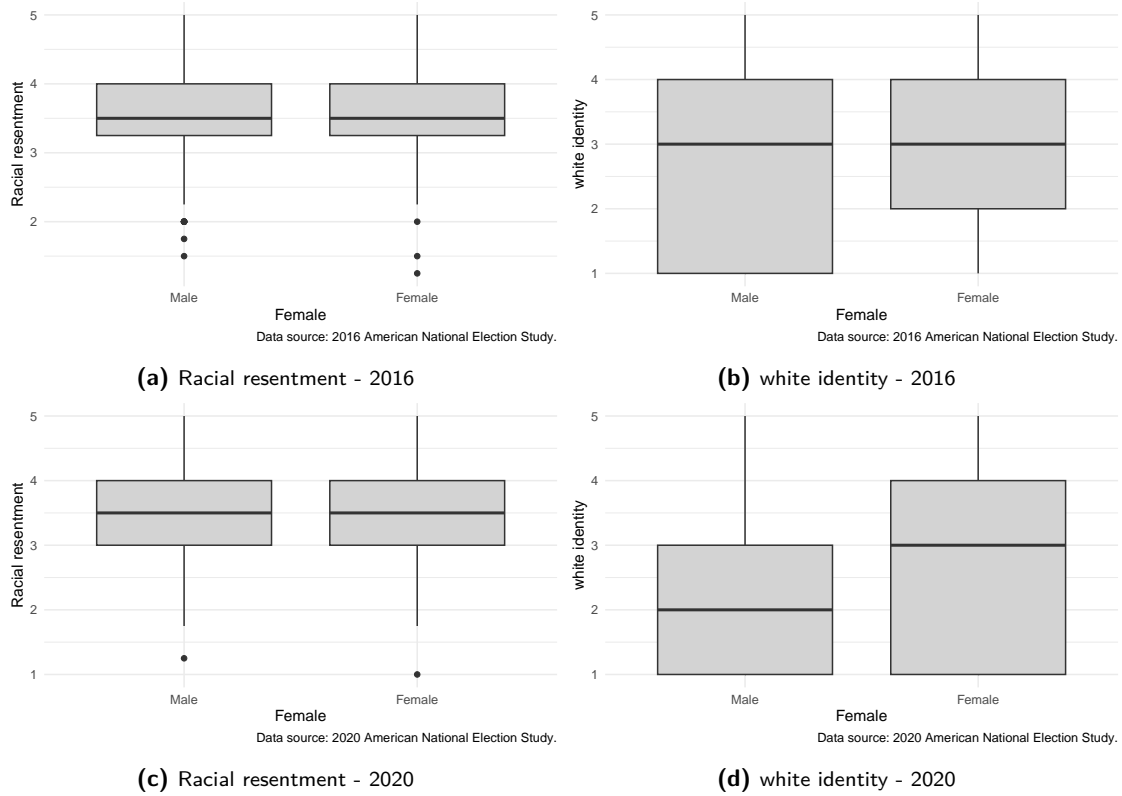 5
4
3
2
Racial resentment
Male
Female
Female
Data source: 2016 American National Election Study.
(a) Racial resentment - 2016
5
4
3
2
1
white identity
Male
Female
Female
Data source: 2016 American National Election Study.
(b) white identity - 2016
5
4
3
2
1
Racial resentment
Male
Female
Female
Data source: 2020 American National Election Study.
(c) Racial resentment - 2020
5
4
3
2
1
white identity
Male
Female
Female
Data source: 2020 American National Election Study.
(d) white identity - 2020